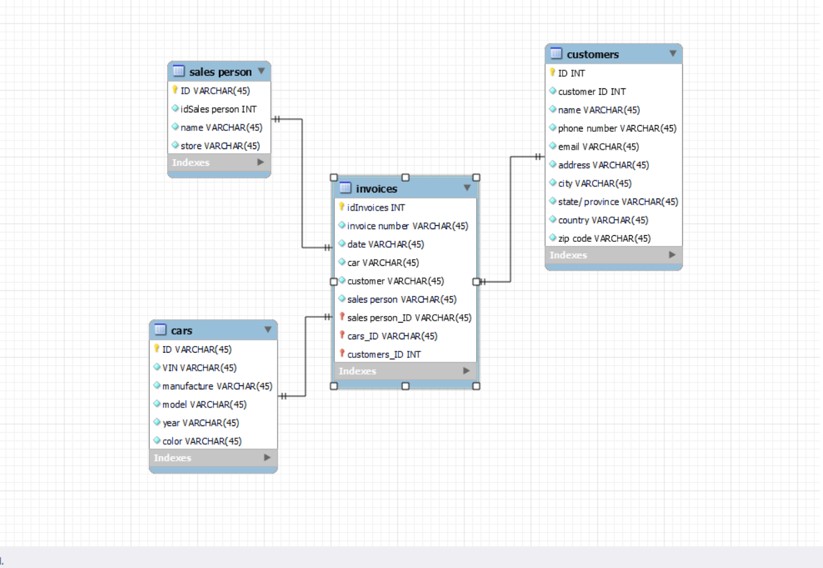 sales person
ID VARCHAR(45)
idSales person INT
name VARCHAR(45)
store VARCHAR(45)
Indexes
customers
ID INT
customer ID INT
name VARCHAR(45)
phone number VARCHAR(45)
email VARCHAR(45)
address VARCHAR(45)
city VARCHAR(45)
state/ province VARCHAR(45)
country VARCHAR(45)
zip code VARCHAR(45)
Indexes
invoices
idInvoices INT
invoice number VARCHAR(45)
date VARCHAR(45)
car VARCHAR(45)
customer VARCHAR(45)
sales person VARCHAR(45)
sales person_ID VARCHAR(45)
cars_ID VARCHAR(45)
customers_ID INT
Indexes
cars
ID VARCHAR(45)
VIN VARCHAR(45)
manufacture VARCHAR(45)
model VARCHAR(45)
year VARCHAR(45)
color VARCHAR(45)
Indexes